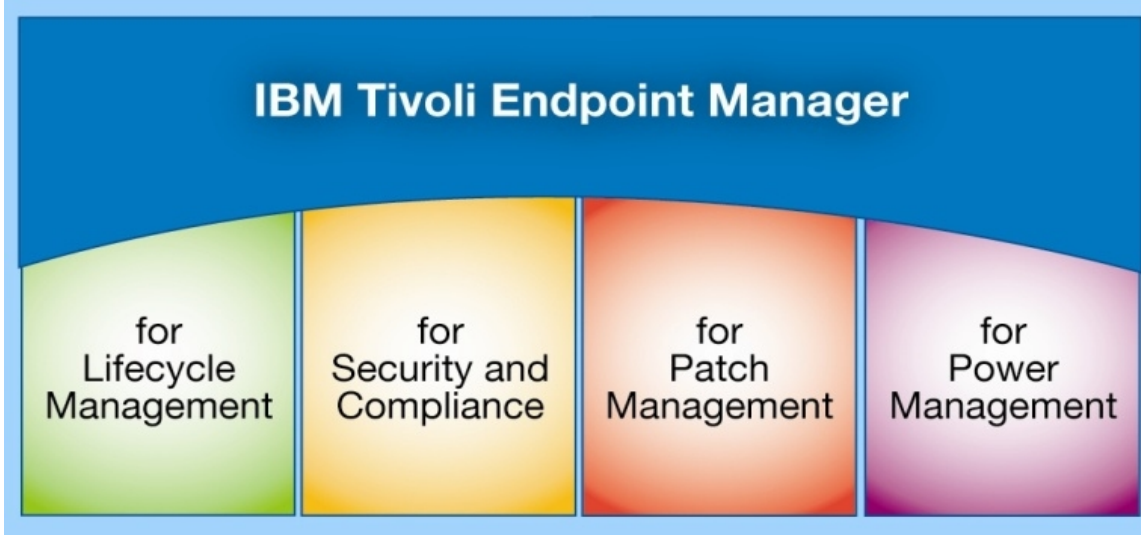 IBM Tivoli Endpoint Manager
for
Lifecycle
Management
for
Security and
Compliance
for
Patch
Management
for
Power
Management